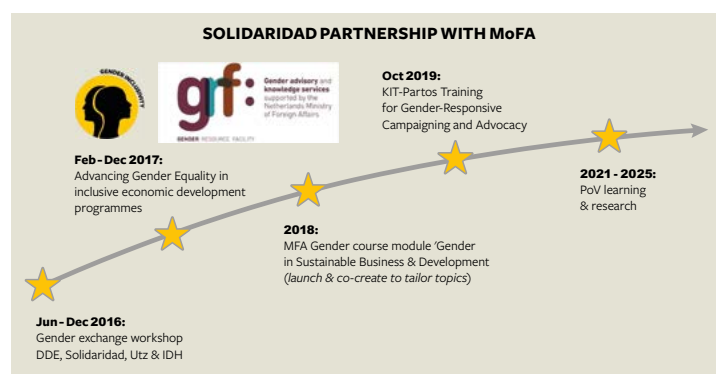 SOLIDARIDAD PARTNERSHIP WITH MoFA
GENDER INCLUSIVITY
grf:
Gender advisory and
knowledge services
supported by the
Netherlands Ministry
of Foreign Affairs
GENDER RESOURCE FACILITY
Oct 2019:
KIT-Partos Training
for Gender-Responsive
Campaigning and Advocacy
Feb - Dec 2017:
Advancing Gender Equality in
inclusive economic development
programmes
2021 - 2025:
PoV learning
& research
2018:
MFA Gender course module 'Gender
in Sustainable Business & Development
(launch & co-create to tailor topics)
Jun - Dec 2016:
Gender exchange workshop
DDE, Solidaridad, Utz & IDH